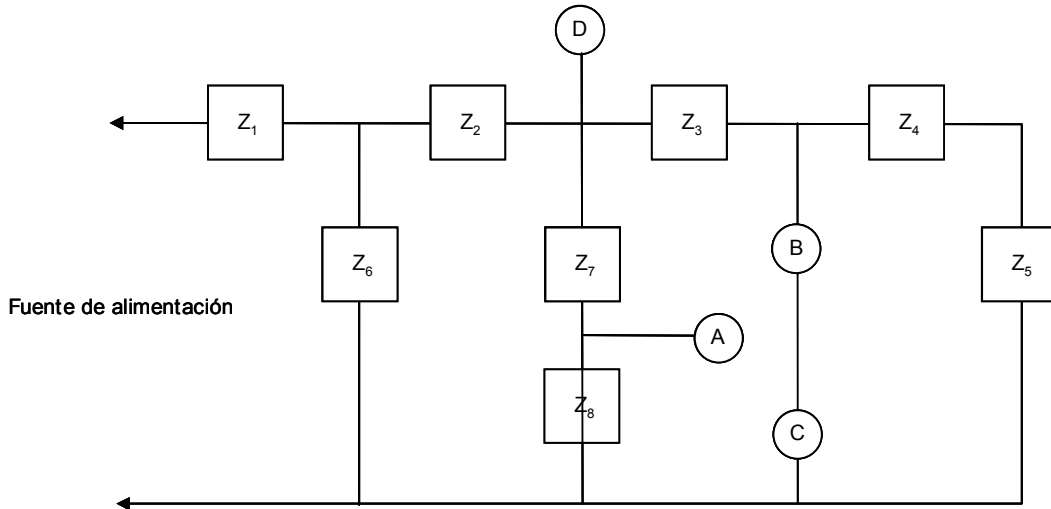 D
Z₁
Z₂
Z₃
Z₄
Z₆
Z₇
B
Z₅
Fuente de alimentación
A
Z₈
C